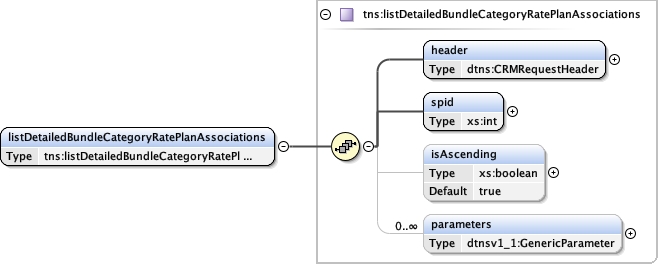 tns:listDetailedBundleCategoryRatePlanAssociations
header
Type dtns:CRMRequestHeader
spid
Type xs:int
listDetailedBundleCategoryRatePlanAssociations
Type tns:listDetailedBundleCategoryRatePl ...
isAscending
Type xs:boolean
Default true
0..∞
parameters
Type dtnsv1_1:GenericParameter